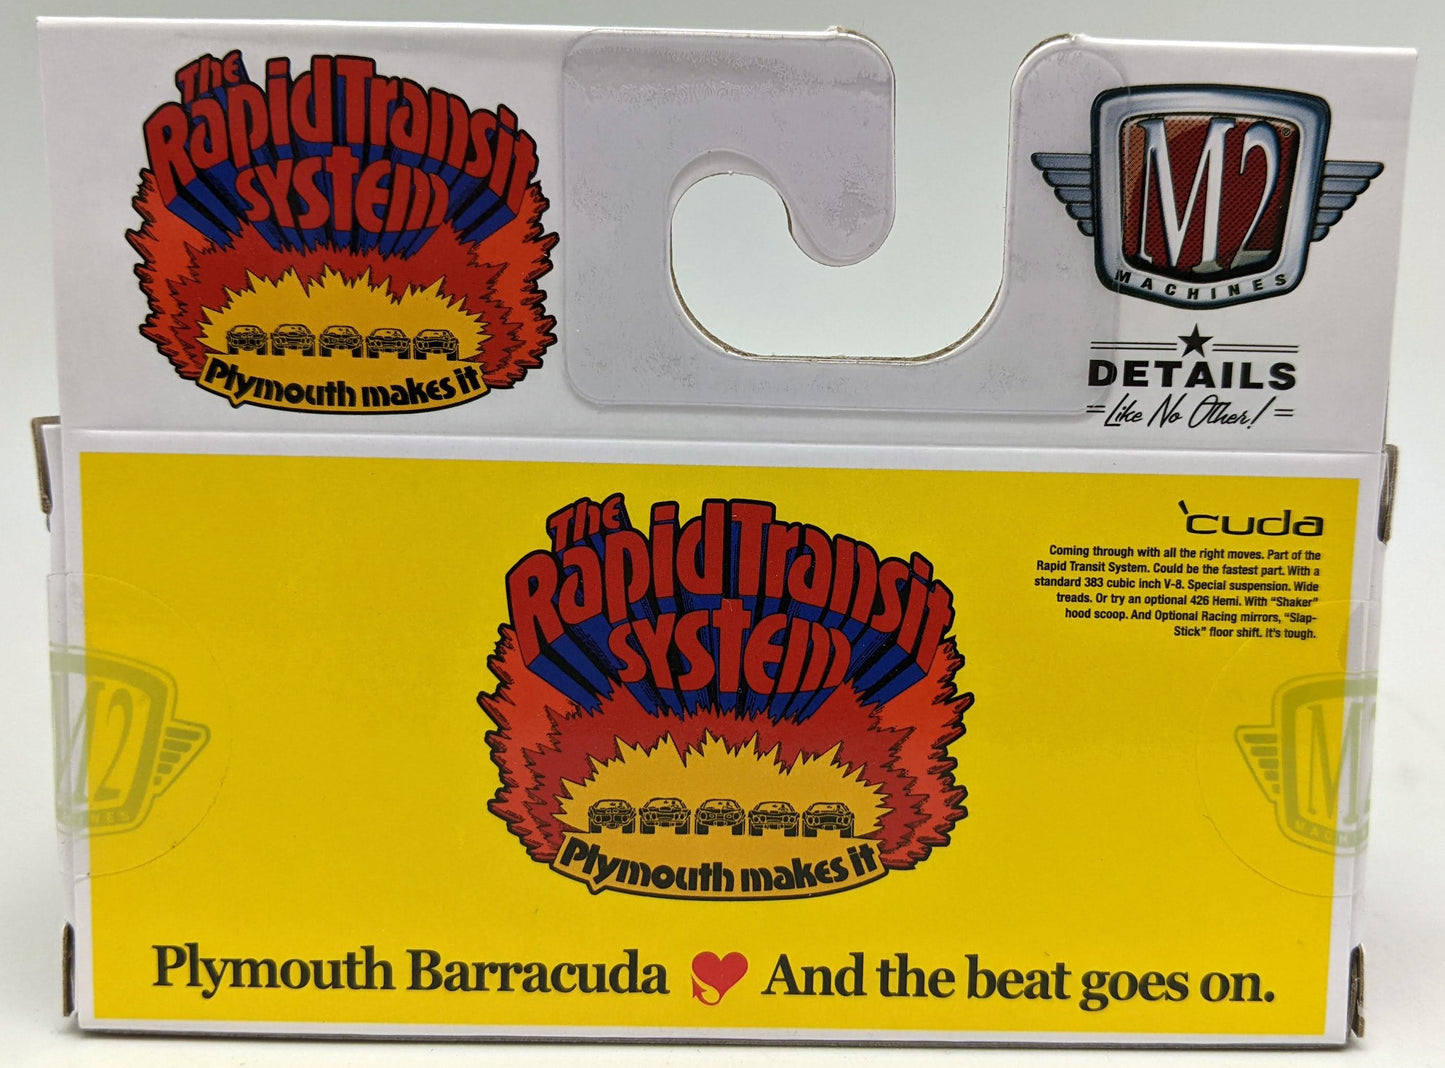 The
Rapid Transit
System
Plymouth makes it
M2
MACHINES
DETAILS
Like No Other!
The
Rapid Transit
System
Plymouth makes it
'cuda
Coming through with all the right moves. Part of the
Rapid Transit System. Could be the fastest part. With a
standard 383 cubic inch V-8. Special suspension. Wide
treads. Or try an optional 426 Hemi. With "Shaker"
hood scoop. And Optional Racing mirrors, "Slap-
Stick" floor shift. It's tough.
M2
MACHINES
M
MACHI
Plymouth Barracuda And the beat goes on.